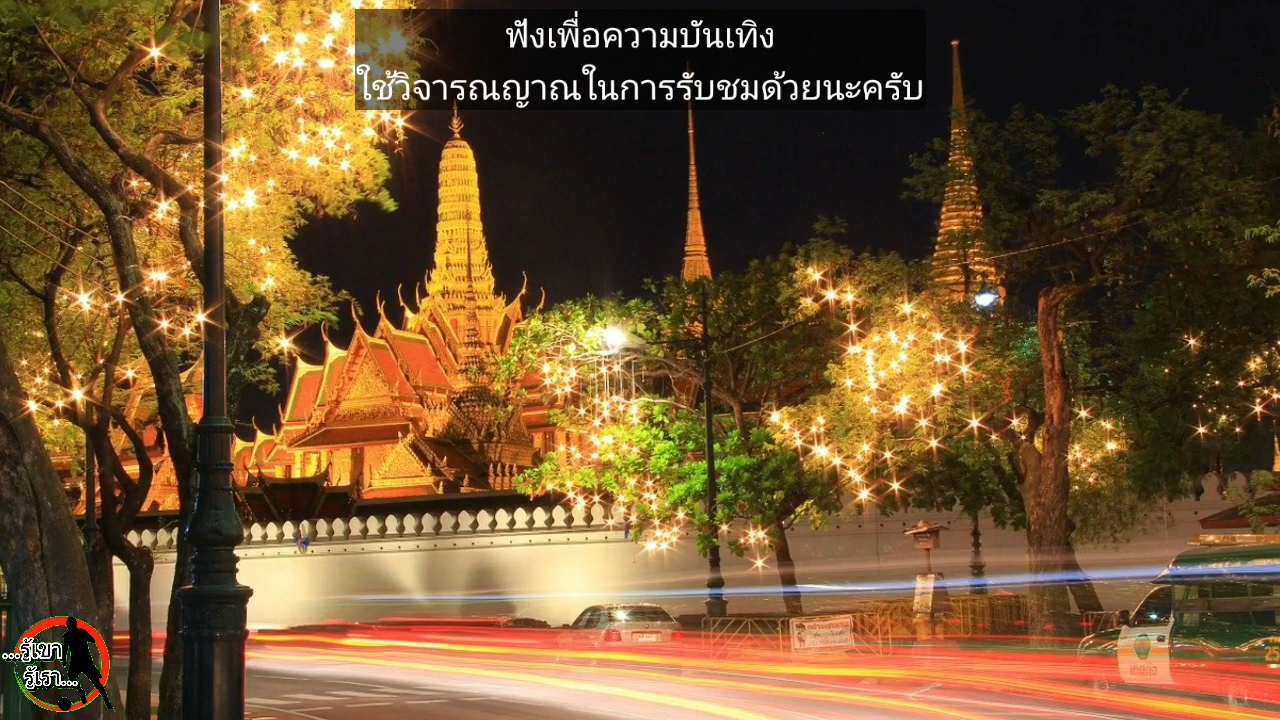 ฟังเพื่อความบันเทิง
ใช้วิจารณญาณในการรับชมด้วยนะครับ
...รู้เขา
รู้เรา...
25